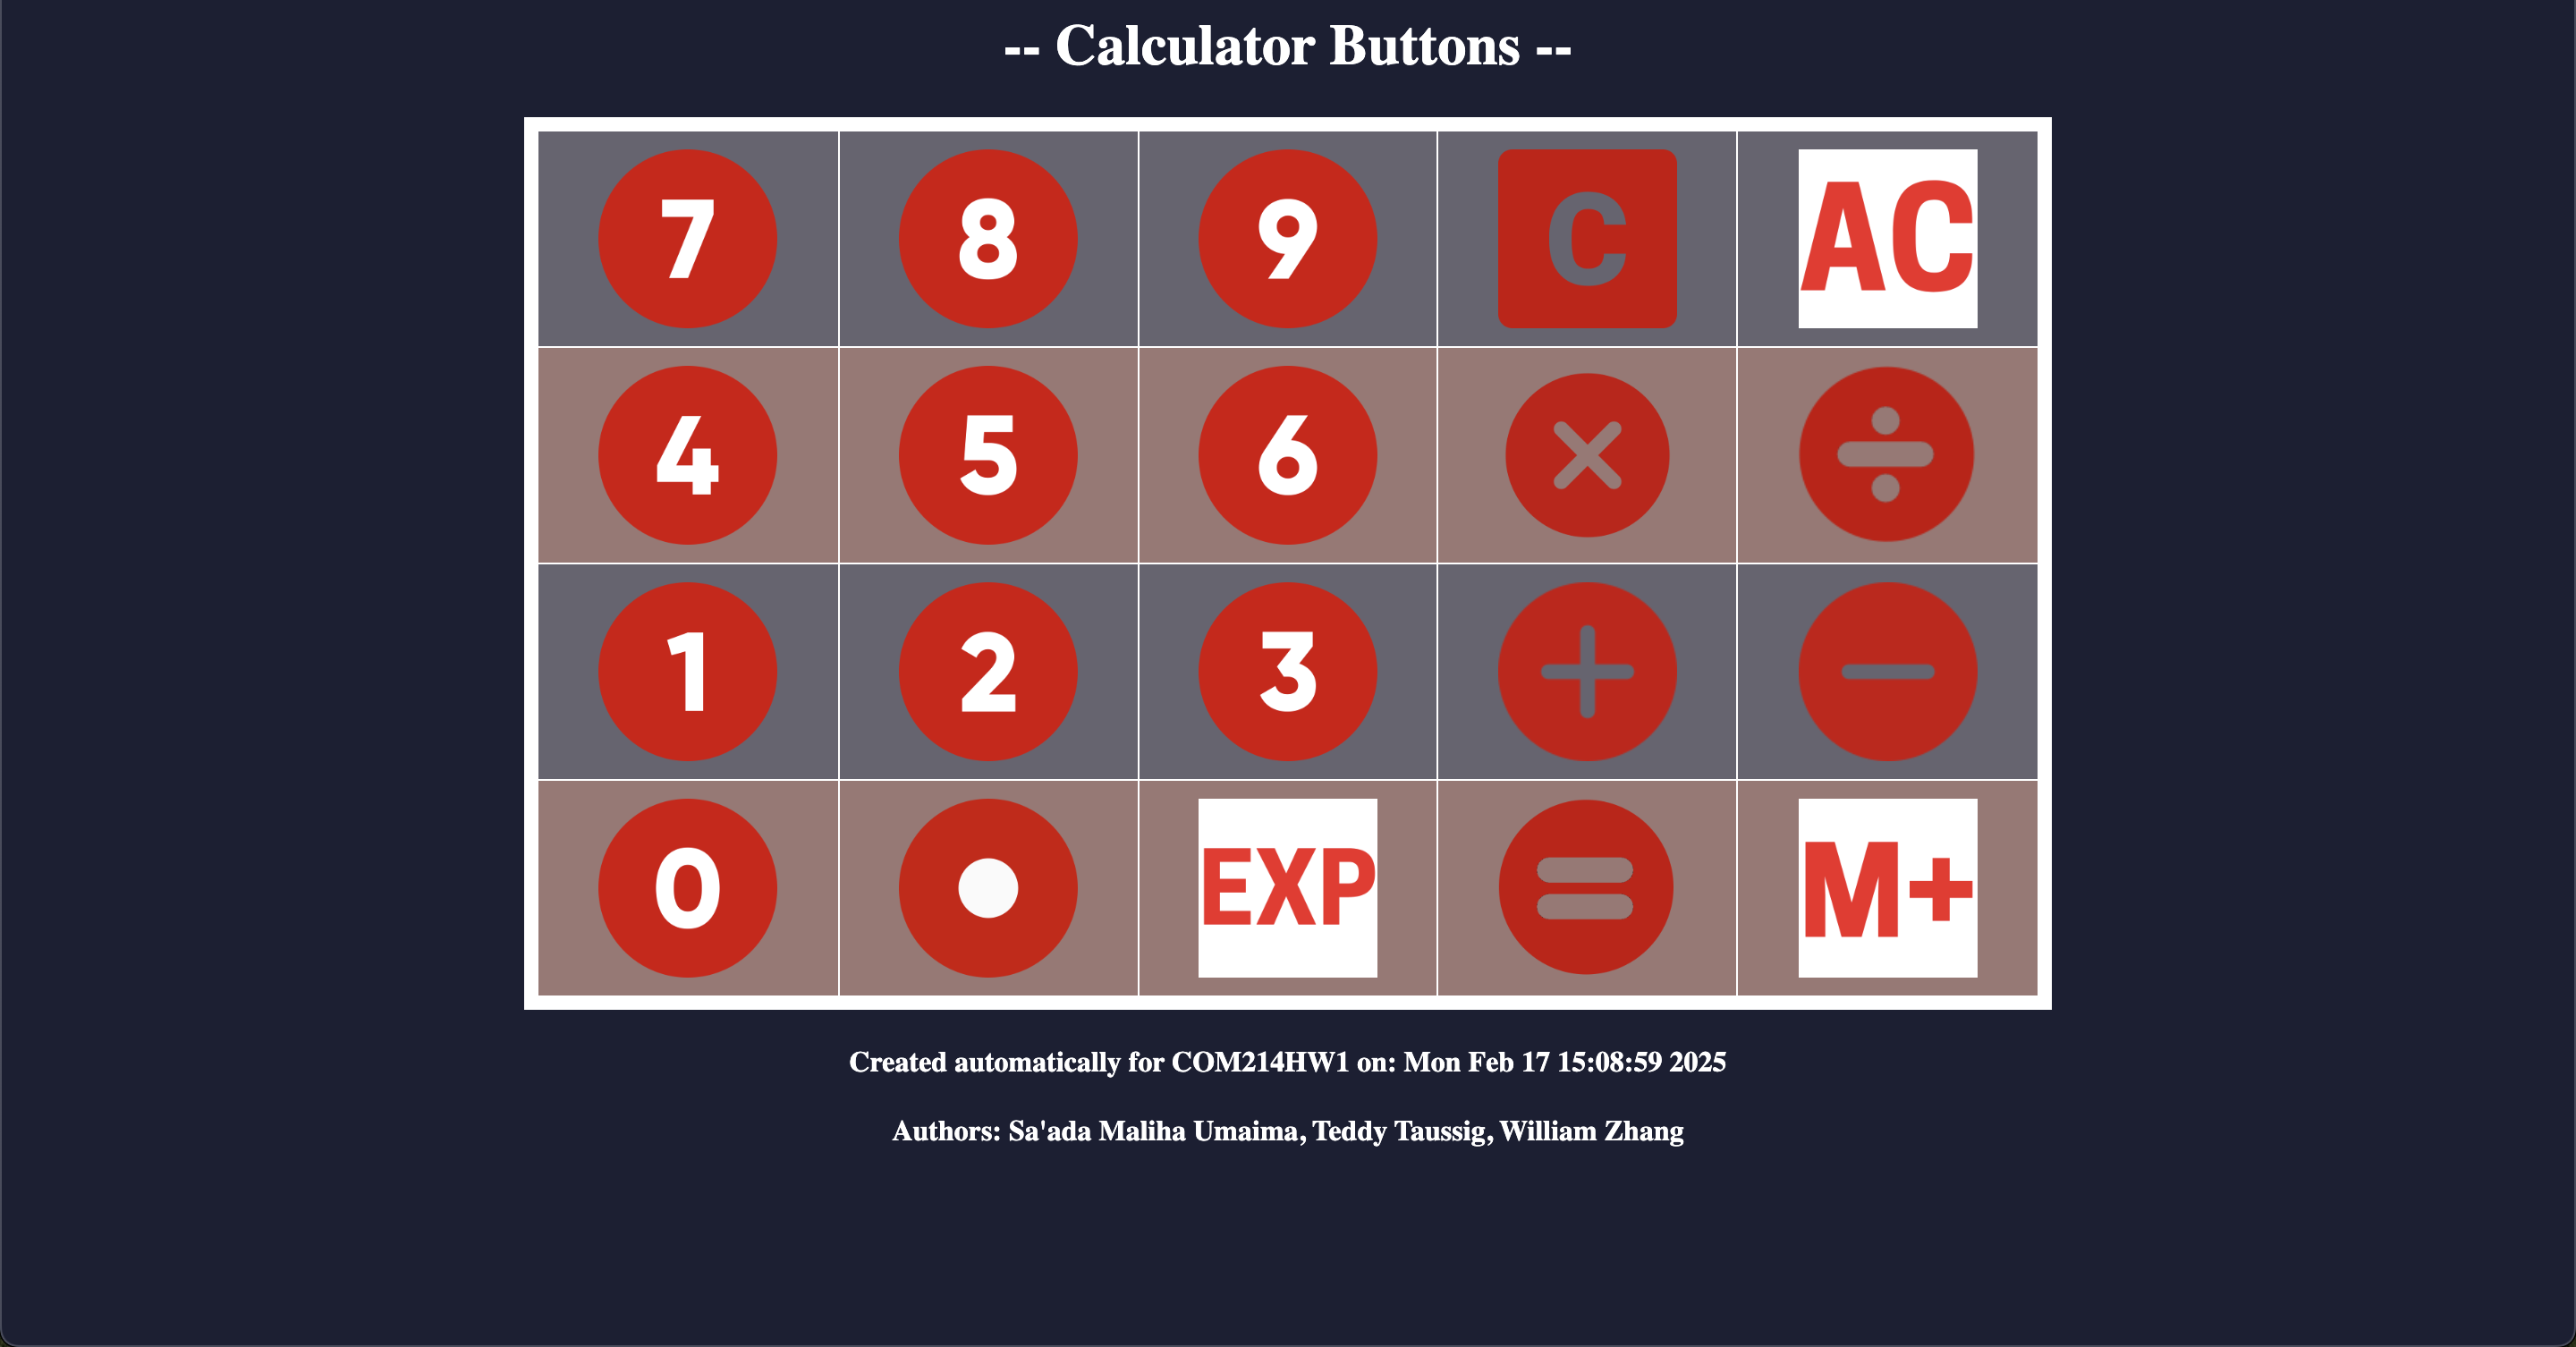 -- Calculator Buttons --
7 8 9 C AC
4 5 6 × ÷
1 2 3 + −
0 . EXP = M+
Created automatically for COM214HW1 on: Mon Feb 17 15:08:59 2025
Authors: Sa'ada Maliha Umaima, Teddy Taussig, William Zhang